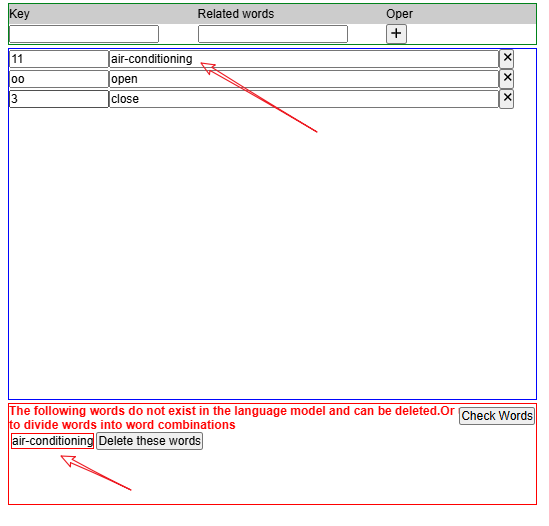 Key Related words Oper
+
11 air-conditioning ×
oo open ×
3 close ×
The following words do not exist in the language model and can be deleted.Or Check Words
to divide words into word combinations
air-conditioning Delete these words